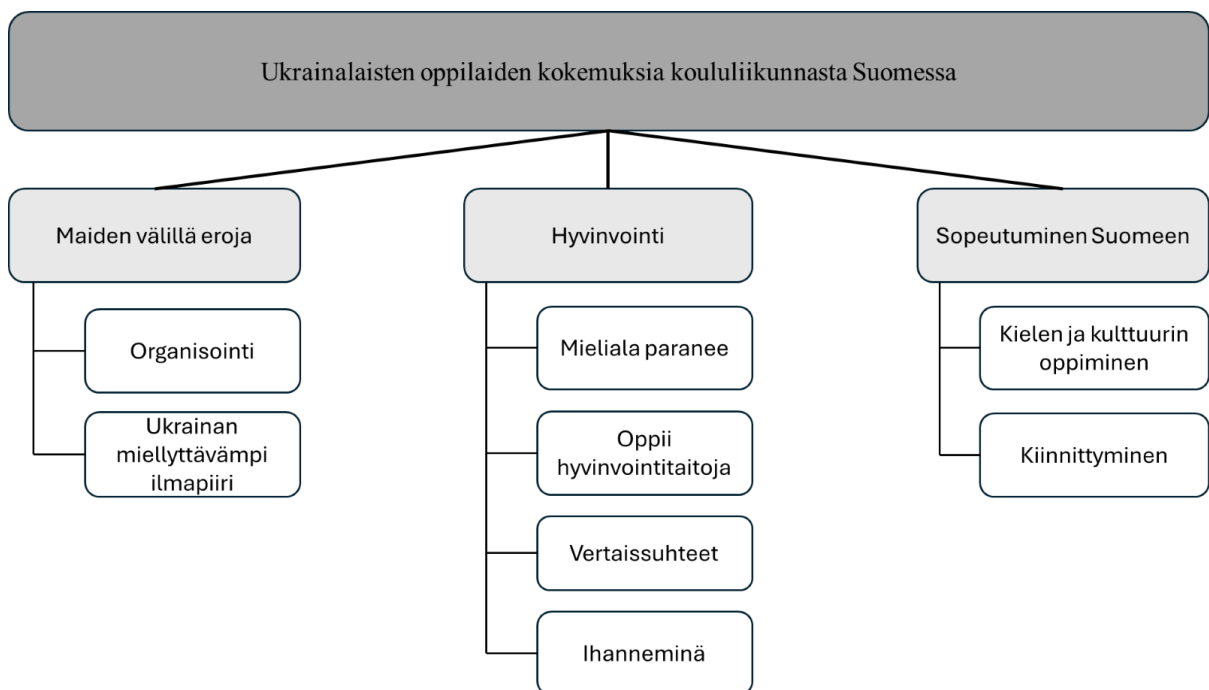 Ukrainalaisten oppilaiden kokemuksia koululiikunnasta Suomessa
Maiden välillä eroja
Organisointi
Ukrainan
miellyttävämpi
ilmapiiri
Hyvinvointi
Mieliala paranee
Oppii
hyvinvointitaitoja
Vertaissuhteet
Ihanneminä
Sopeutuminen Suomeen
Kielen ja kulttuurin
oppiminen
Kiinnittyminen